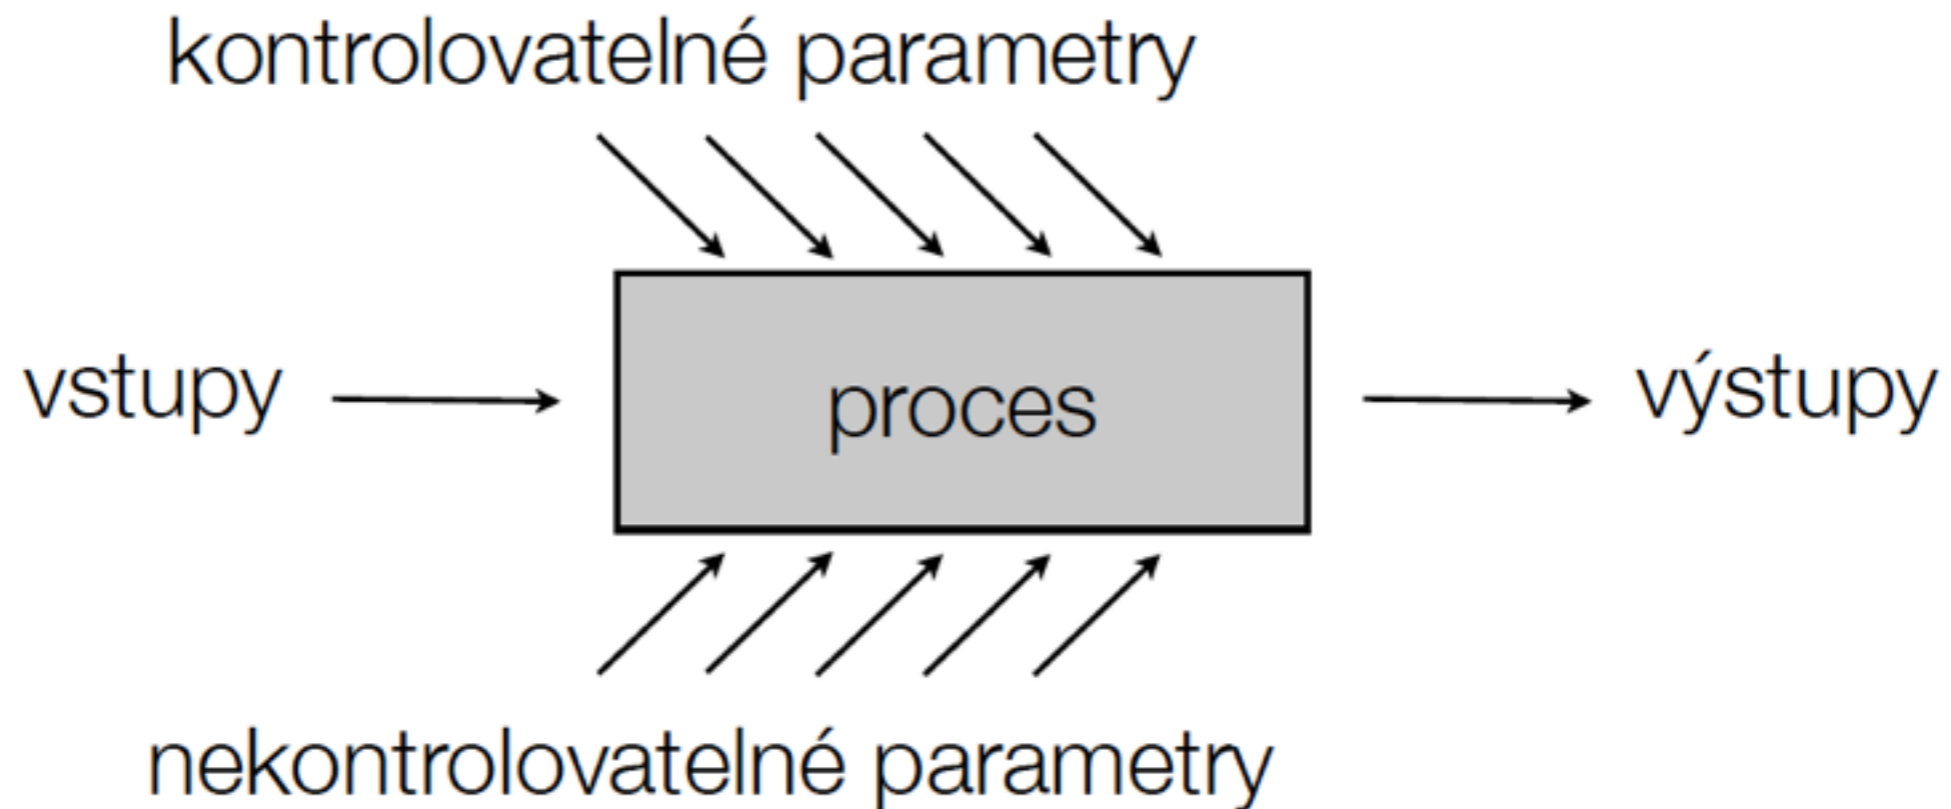 kontrolovatelné parametry
vstupy
proces
výstupy
nekontrolovatelné parametry